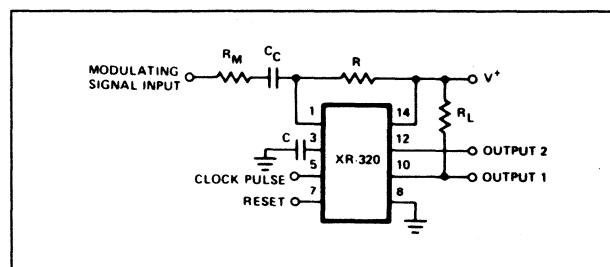 R_M
C_C
R
MODULATING
SIGNAL INPUT
V+
R_L
1
14
C
3
12
OUTPUT 2
XR-320
5
10
CLOCK PULSE
OUTPUT 1
7
8
RESET